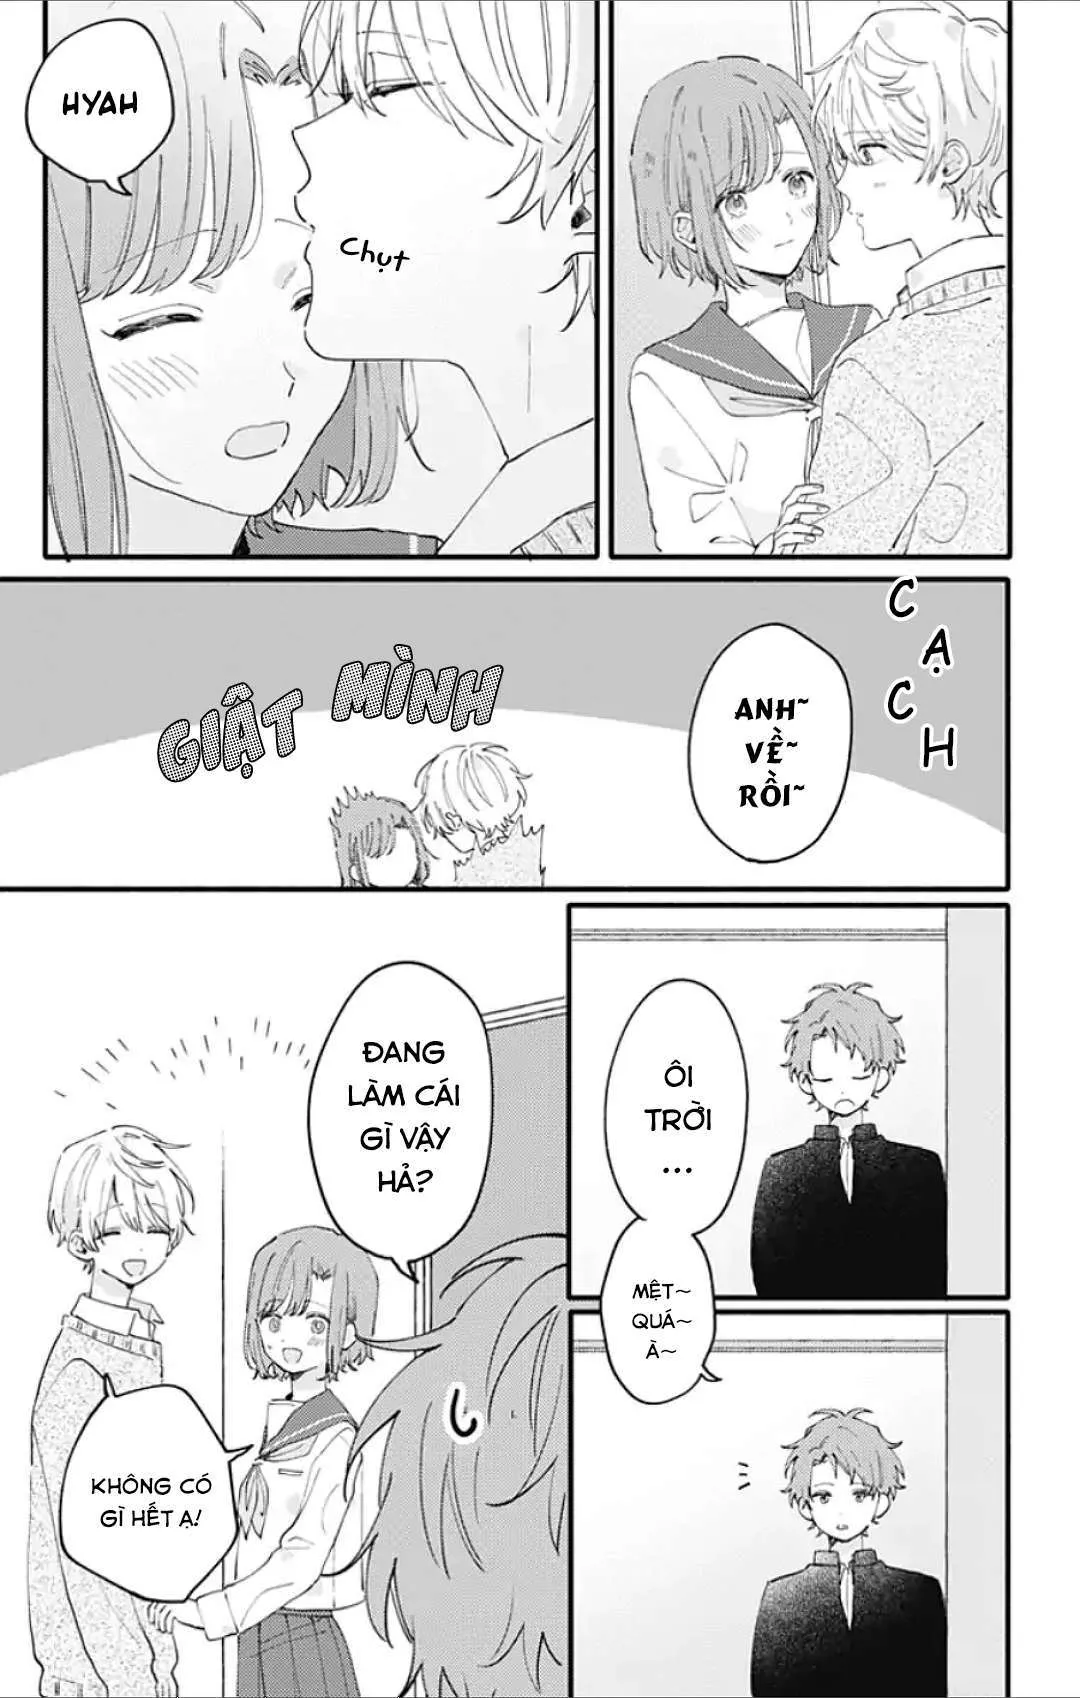 HYAH
Chụt
CẠCH
ANH~
VỀ~
RỒI~
GIẬT MÌNH
ÔI
TRỜI
...
MỆT~
QUÁ~
À~
ĐANG
LÀM CÁI
GÌ VẬY
HẢ?
KHÔNG CÓ
GÌ HẾT Ạ!